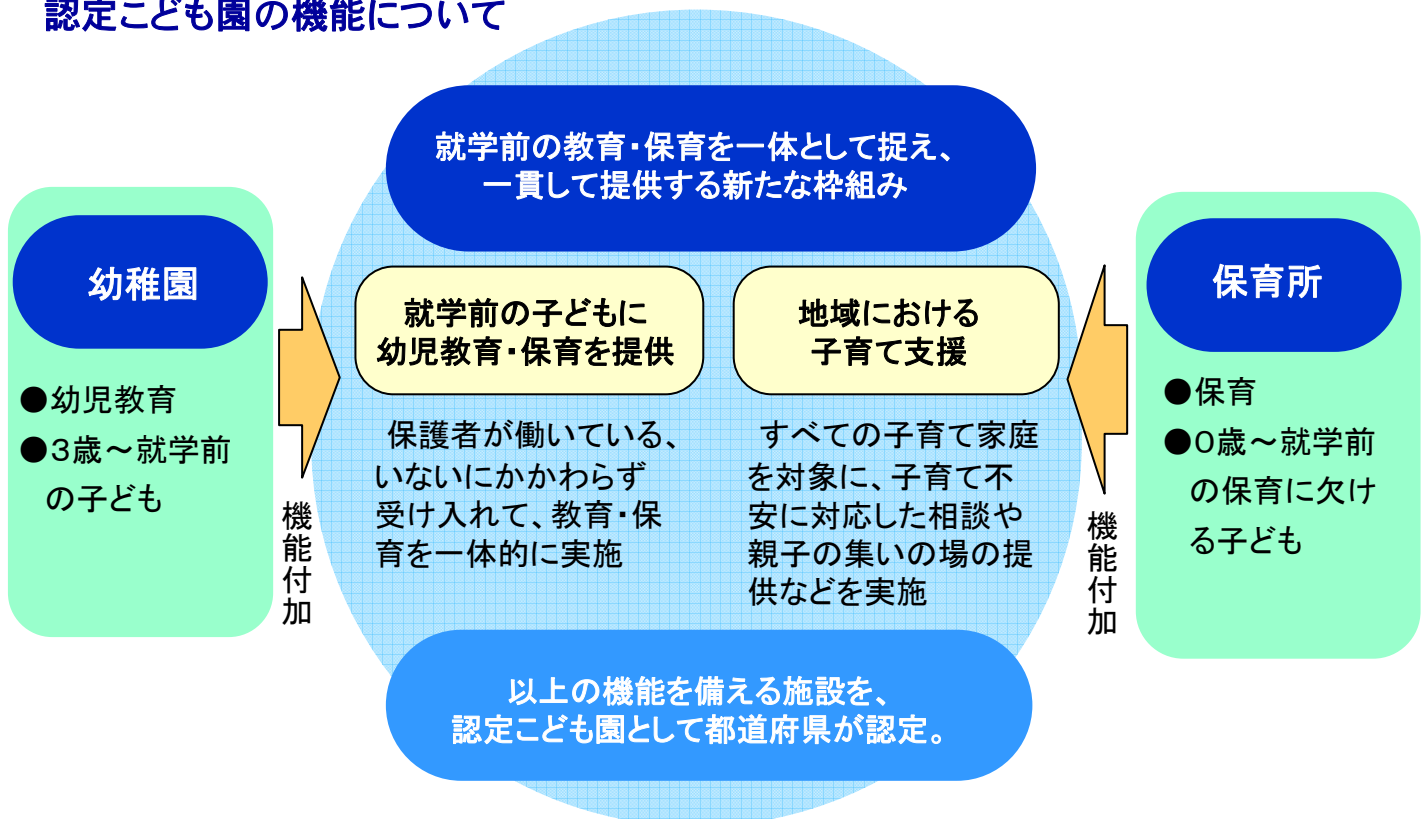 認定こども園の機能について
就学前の教育・保育を一体として捉え、
一貫して提供する新たな枠組み
幼稚園
●幼児教育
●3歳～就学前
の子ども
機能付加
就学前の子どもに
幼児教育・保育を提供
保護者が働いている、
いないにかかわらず
受け入れて、教育・保
育を一体的に実施
地域における
子育て支援
すべての子育て家庭
を対象に、子育て不
安に対応した相談や
親子の集いの場の提
供などを実施
機能付加
保育所
●保育
●0歳～就学前
の保育に欠け
る子ども
以上の機能を備える施設を、
認定こども園として都道府県が認定。